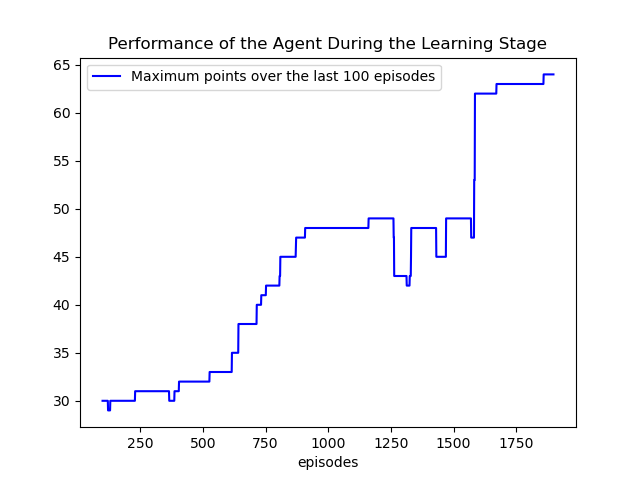 Performance of the Agent During the Learning Stage
Maximum points over the last 100 episodes
65
60
55
50
45
40
35
30
250 500 750 1000 1250 1500 1750
episodes